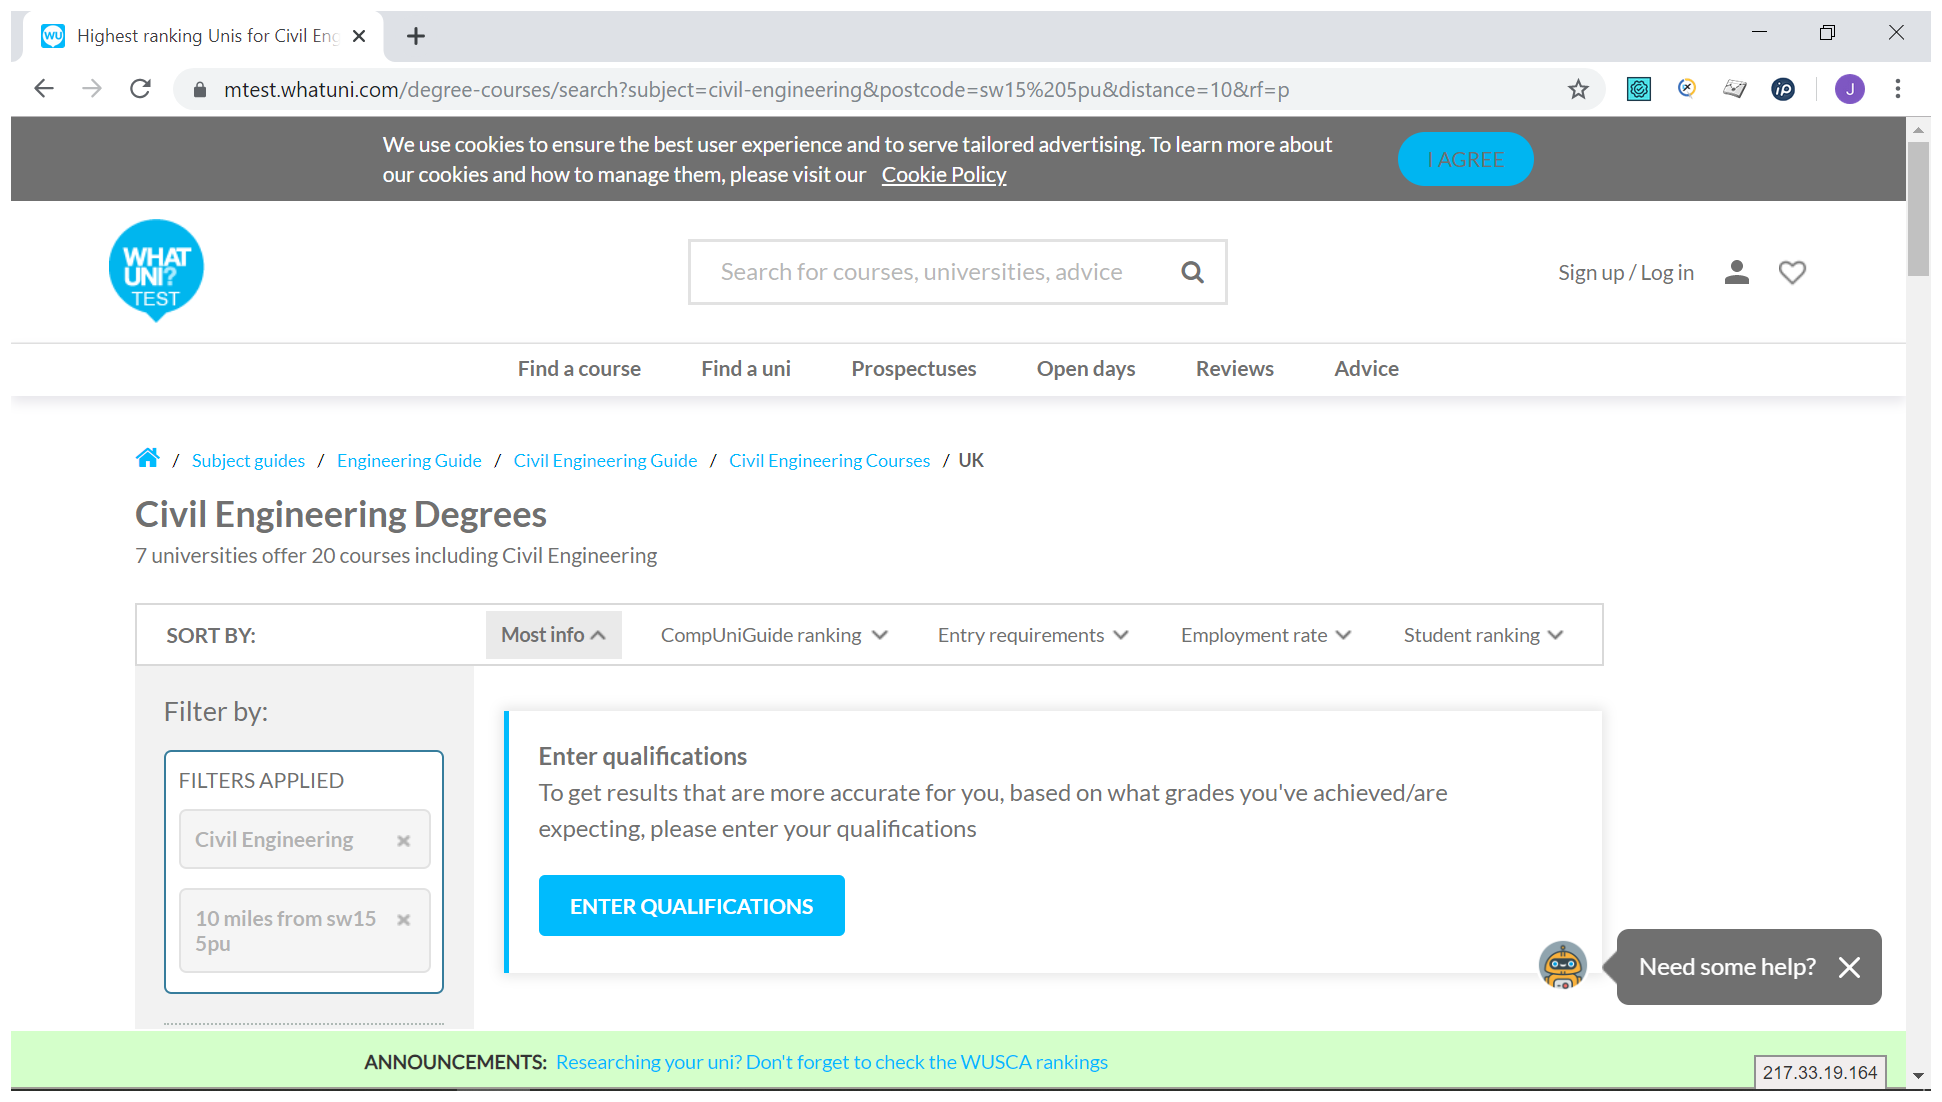 Highest ranking Unis for Civil Eng
mtest.whatuni.com/degree-courses/search?subject=civil-engineering&postcode=sw15%205pu&distance=10&rf=p
iP
J
We use cookies to ensure the best user experience and to serve tailored advertising. To learn more about
our cookies and how to manage them, please visit our Cookie Policy
I AGREE
WHAT
UNI?
TEST
Search for courses, universities, advice
Sign up / Log in
Find a course Find a uni Prospectuses Open days Reviews Advice
/ Subject guides / Engineering Guide / Civil Engineering Guide / Civil Engineering Courses / UK
Civil Engineering Degrees
7 universities offer 20 courses including Civil Engineering
SORT BY: Most info CompUniGuide ranking Entry requirements Employment rate Student ranking
Filter by:
FILTERS APPLIED
Civil Engineering
10 miles from sw15
5pu
Enter qualifications
To get results that are more accurate for you, based on what grades you've achieved/are
expecting, please enter your qualifications
ENTER QUALIFICATIONS
Need some help?
ANNOUNCEMENTS: Researching your uni? Don't forget to check the WUSCA rankings
217.33.19.164